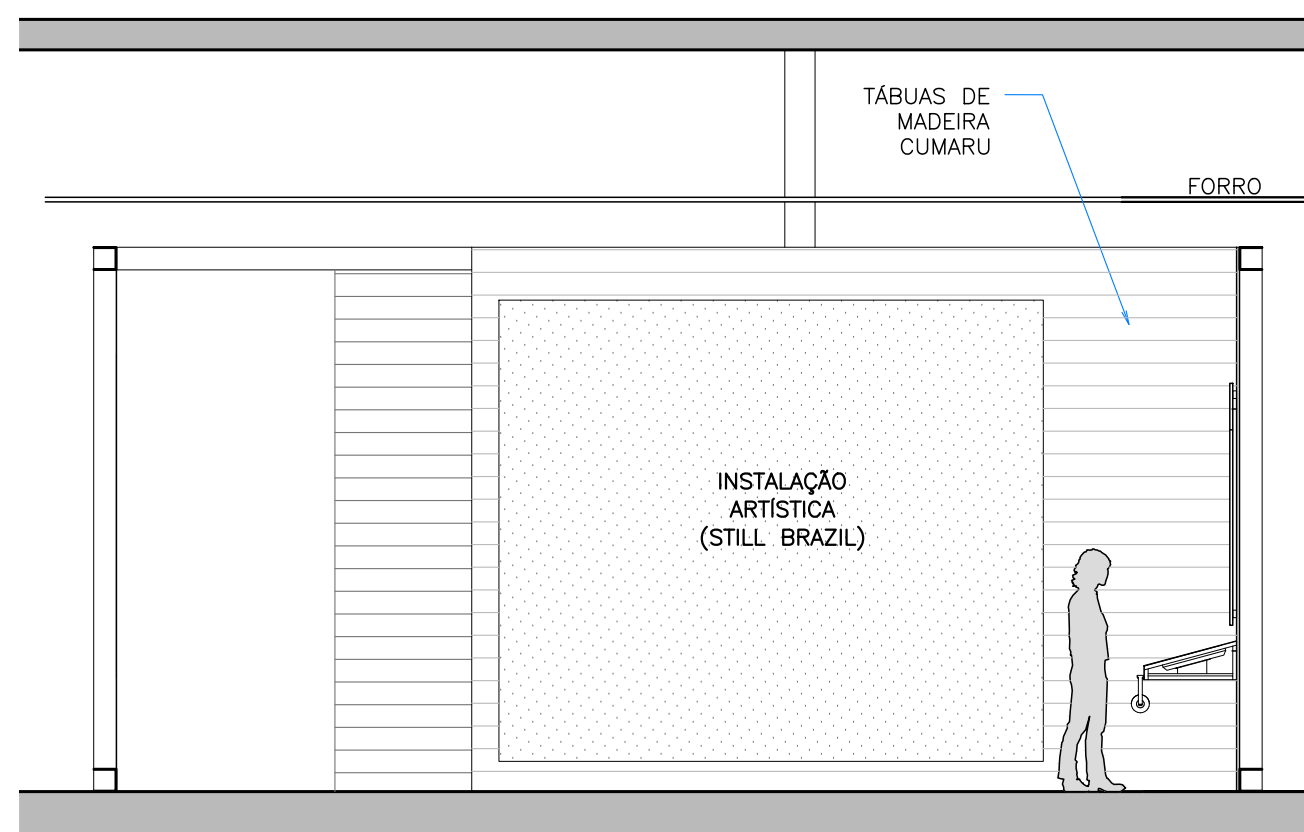 TÁBUAS DE
MADEIRA
CUMARU
FORRO
INSTALAÇÃO
ARTÍSTICA
(STILL BRAZIL)